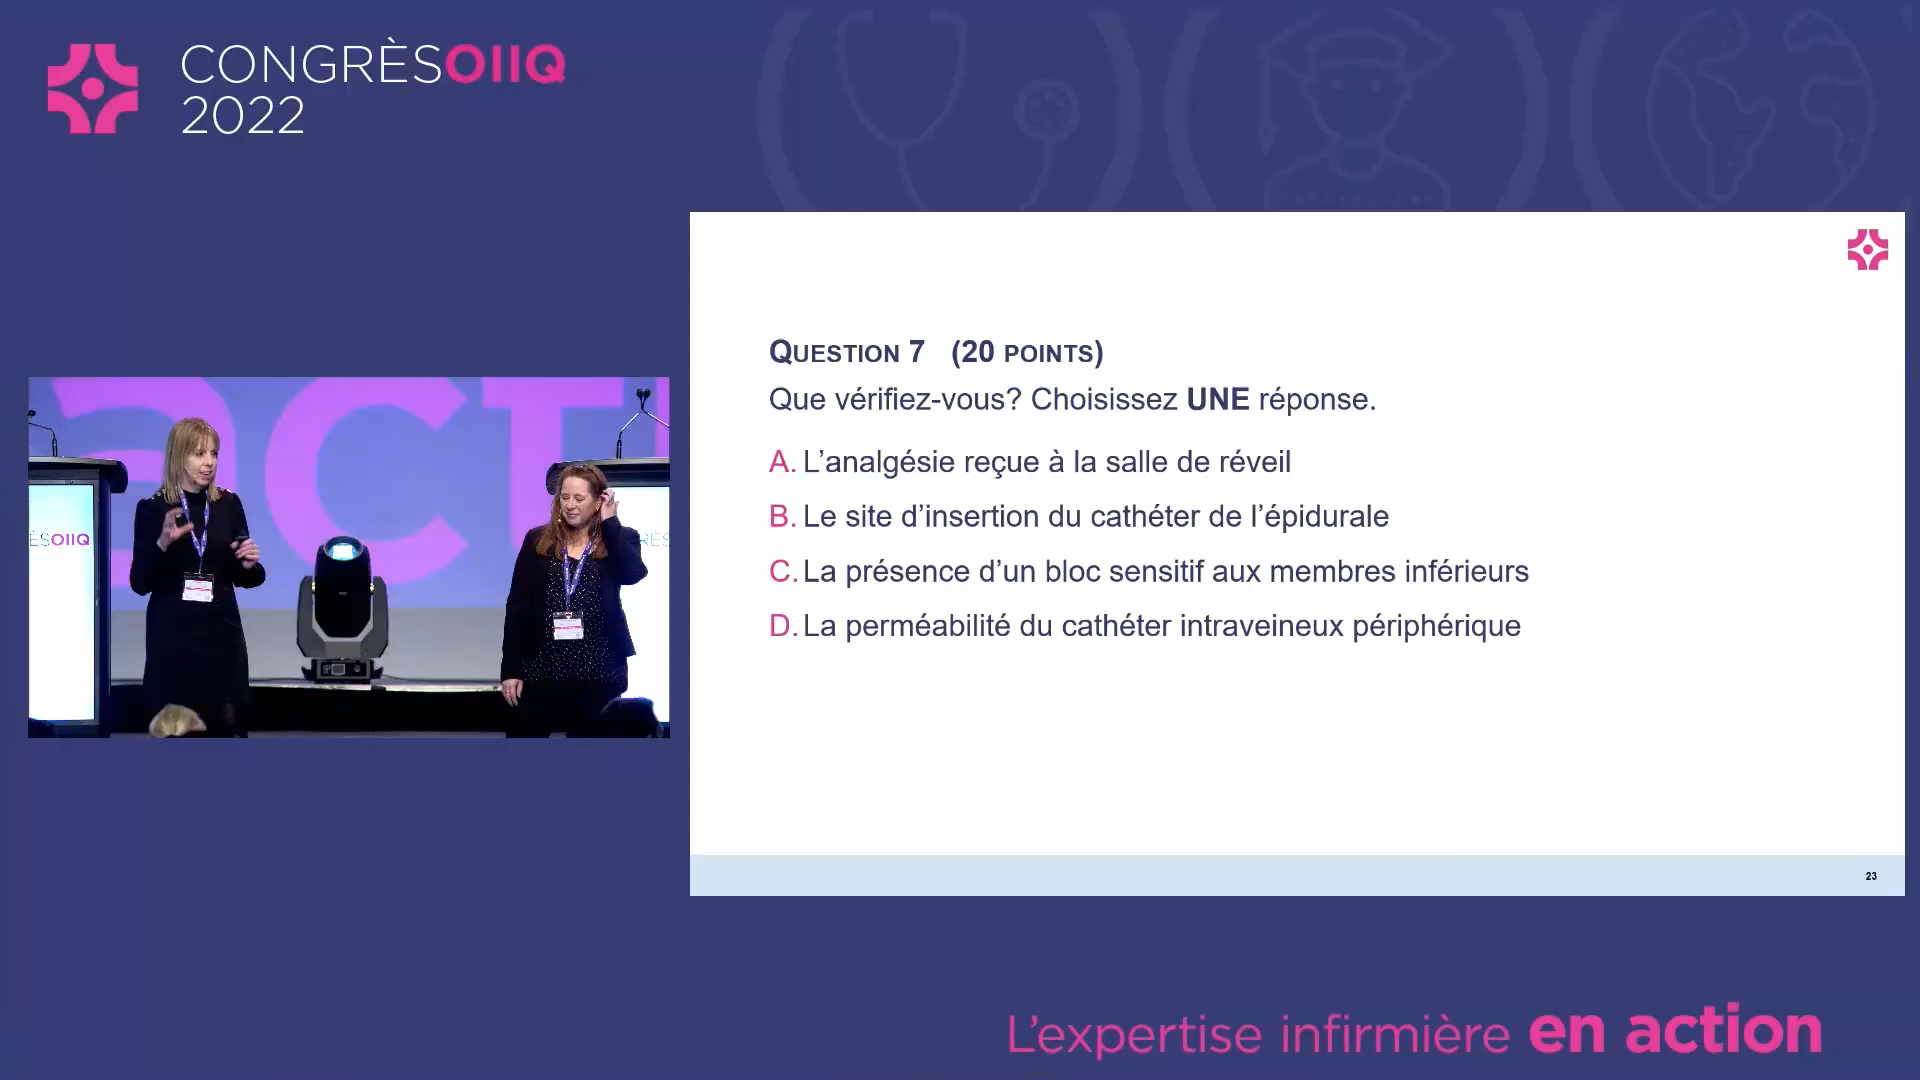 CONGRÈSOIIQ
2022
QUESTION 7 (20 POINTS)
Que vérifiez-vous? Choisissez UNE réponse.
A. L’analgésie reçue à la salle de réveil
B. Le site d’insertion du cathéter de l’épidurale
C. La présence d’un bloc sensitif aux membres inférieurs
D. La perméabilité du cathéter intraveineux périphérique
23
acti
ÈSOIIQ
RÈS
L’expertise infirmière en action